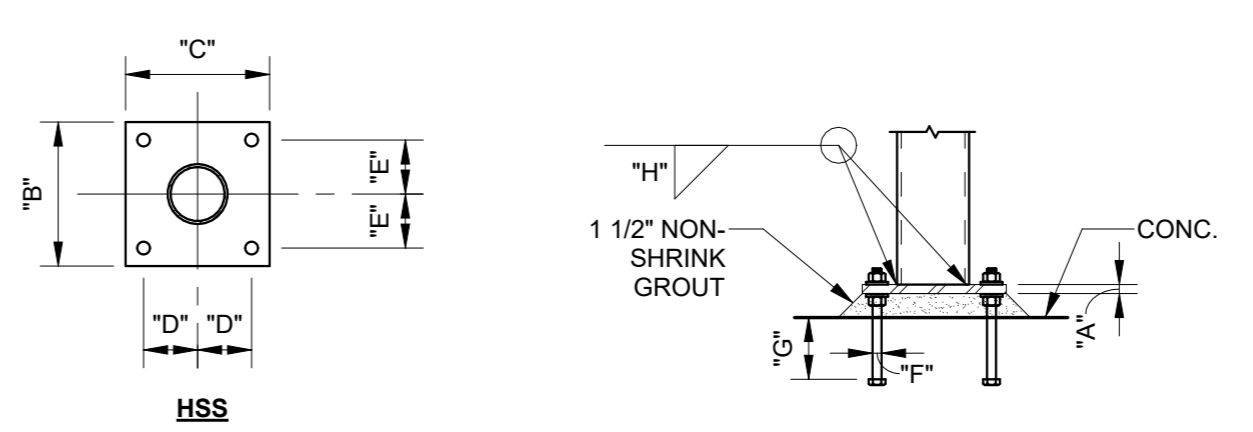 "C"
"B"
"E"
"E"
"D"
"D"
HSS
"H"
1 1/2" NON-
SHRINK
GROUT
CONC.
"A"
"G"
"F"